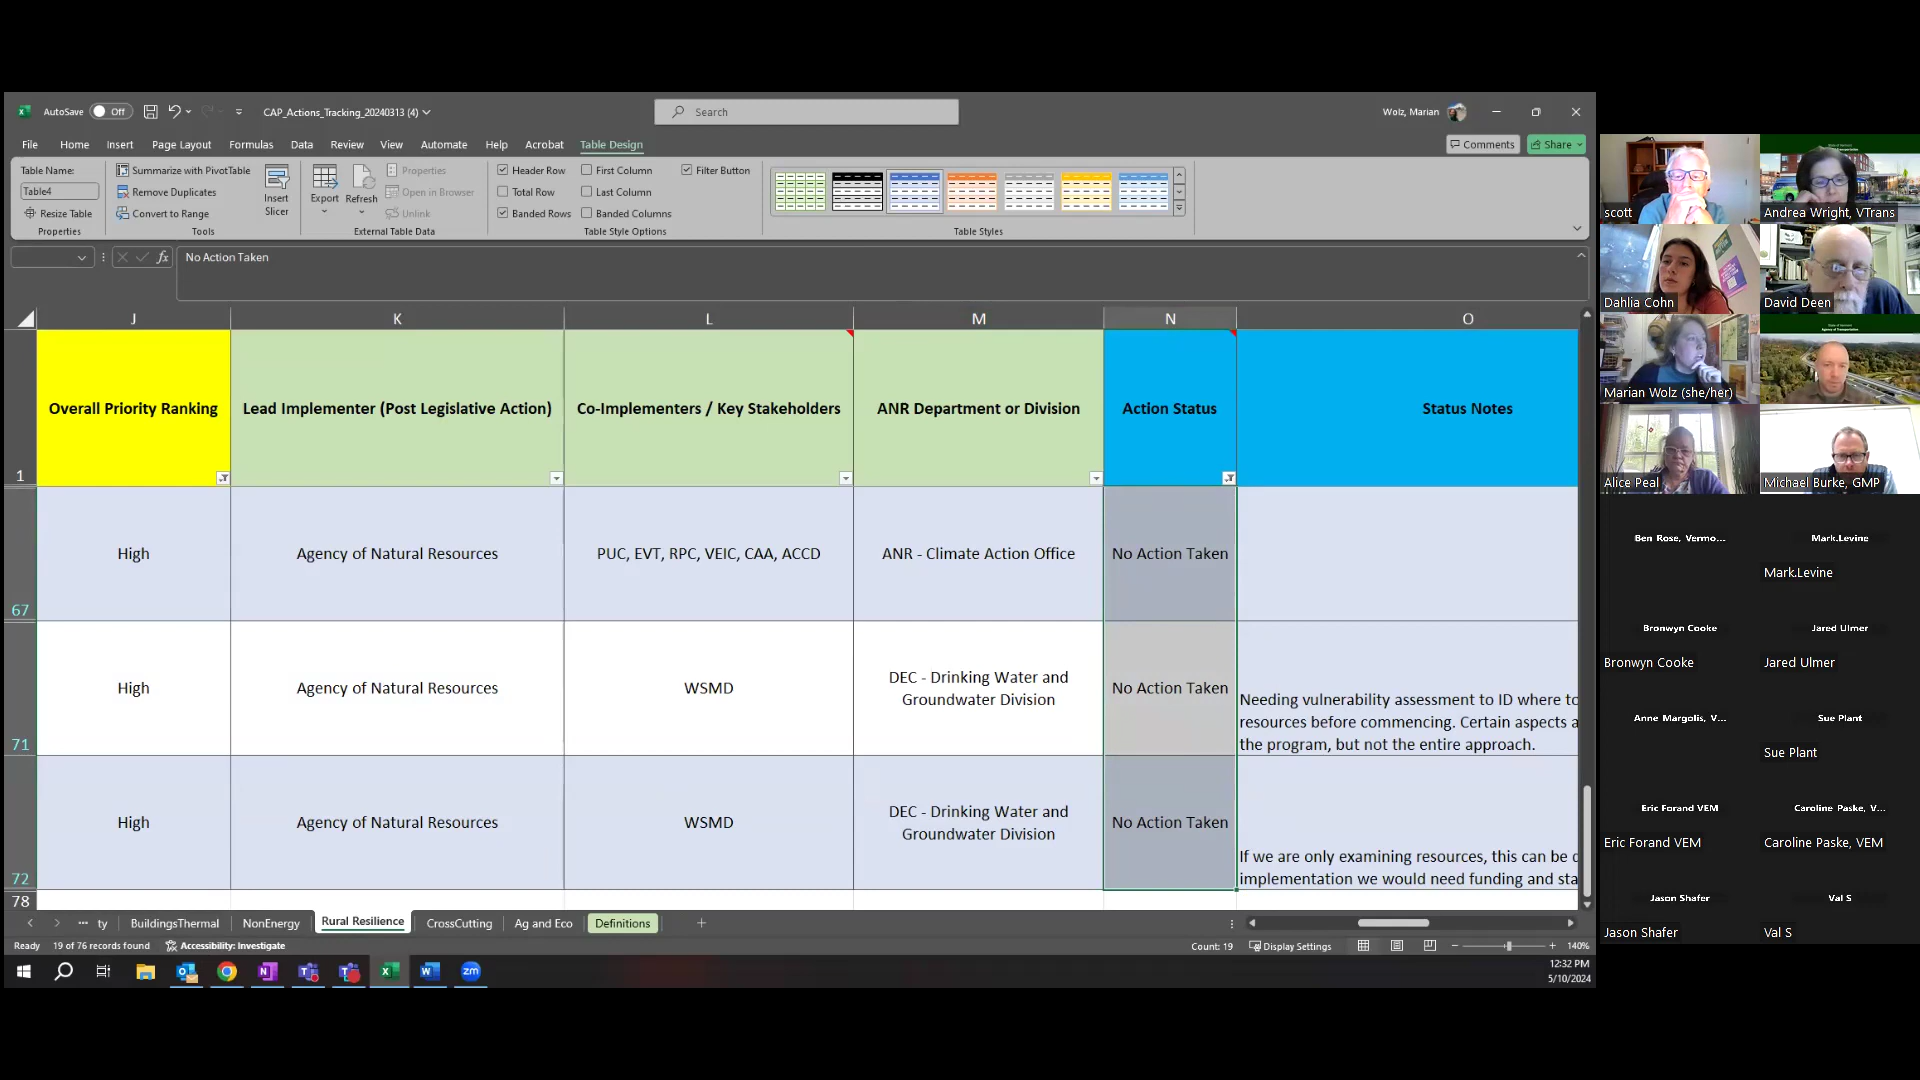 AutoSave Off CAP_Actions_Tracking_20240313 (4) Search Wolz, Marian
File Home Insert Page Layout Formulas Data Review View Automate Help Acrobat Table Design Comments Share
Table Name:
Table4
Resize Table
Properties
Summarize with PivotTable
Remove Duplicates
Convert to Range
Insert Slicer
Tools
Export
Refresh
Properties
Open in Browser
Unlink
External Table Data
Header Row First Column Filter Button
Total Row Last Column
Banded Rows Banded Columns
Table Style Options
Table Styles
fx No Action Taken
J K L M N O
1 Overall Priority Ranking Lead Implementer (Post Legislative Action) Co-Implementers / Key Stakeholders ANR Department or Division Action Status Status Notes
67 High Agency of Natural Resources PUC, EVT, RPC, VEIC, CAA, ACCD ANR - Climate Action Office No Action Taken
71 High Agency of Natural Resources WSMD DEC - Drinking Water and Groundwater Division No Action Taken
Needing vulnerability assessment to ID where to
resources before commencing. Certain aspects a
the program, but not the entire approach.
72 High Agency of Natural Resources WSMD DEC - Drinking Water and Groundwater Division No Action Taken
If we are only examining resources, this can be
implementation we would need funding and sta
78
ty BuildingsThermal NonEnergy Rural Resilience CrossCutting Ag and Eco Definitions
Ready 19 of 76 records found Accessibility: Investigate Count: 19 Display Settings 140%
12:32 PM
5/10/2024
scott
Andrea Wright, VTrans
Dahlia Cohn
David Deen
Marian Wolz (she/her)
Alice Peal
Michael Burke, GMP
Ben Rose, Vermo...
Mark.Levine
Mark.Levine
Bronwyn Cooke
Jared Ulmer
Bronwyn Cooke
Jared Ulmer
Anne Margolis, V...
Sue Plant
Sue Plant
Eric Forand VEM
Caroline Paske, V...
Eric Forand VEM
Caroline Paske, VEM
Jason Shafer
Val S
Jason Shafer
Val S